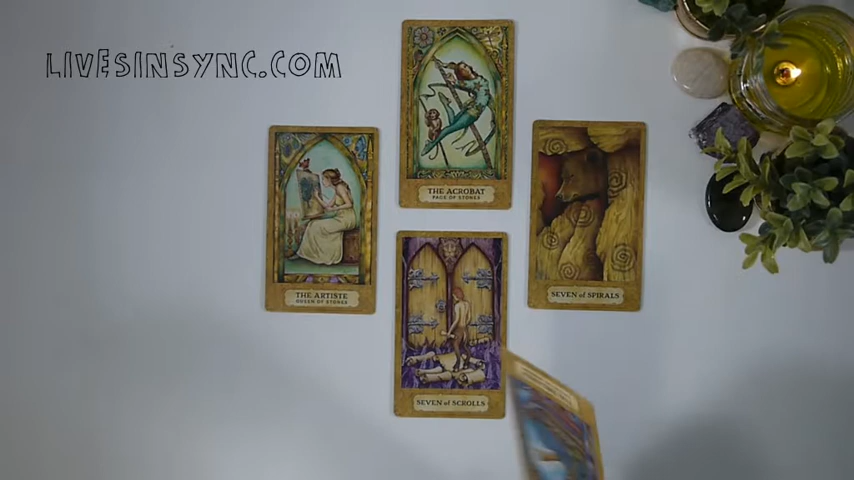 LIVESINSYNC.COM
THE ACROBAT
PAGE OF STONES
THE ARTISTE
QUEEN OF STONES
SEVEN of SPIRALS
SEVEN of SCROLLS